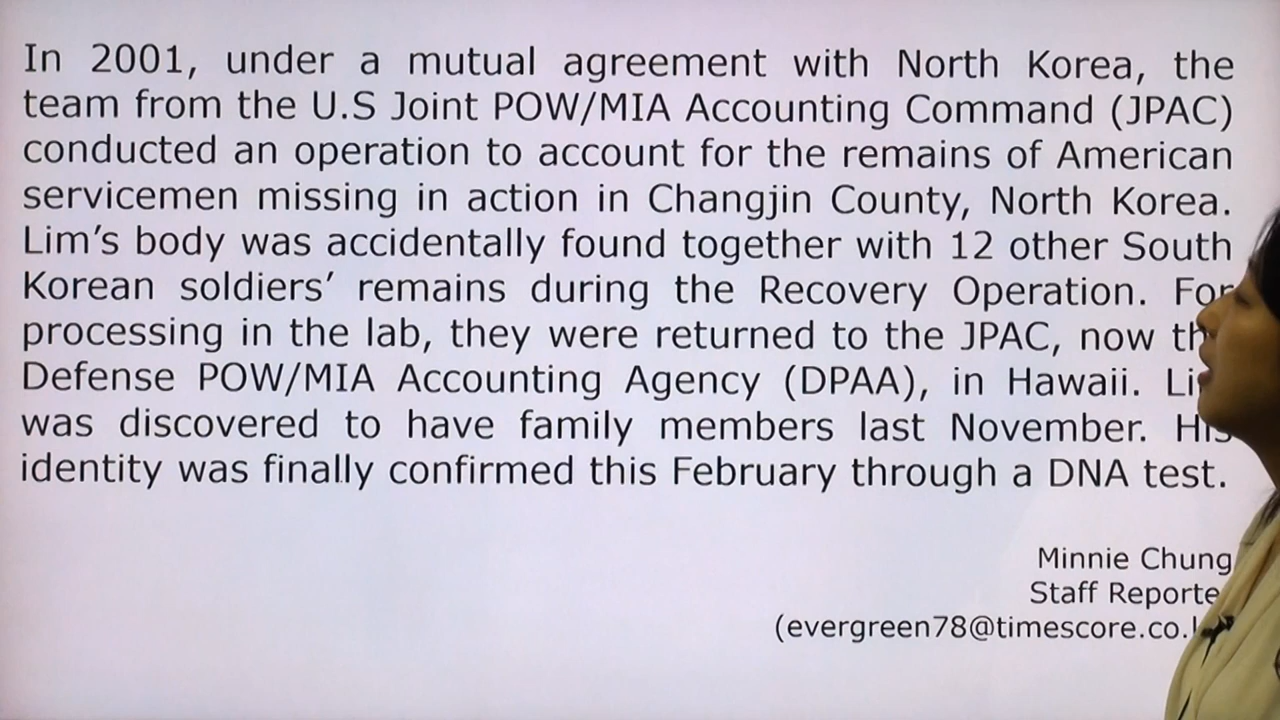 In 2001, under a mutual agreement with North Korea, the
team from the U.S Joint POW/MIA Accounting Command (JPAC)
conducted an operation to account for the remains of American
servicemen missing in action in Changjin County, North Korea.
Lim’s body was accidentally found together with 12 other South
Korean soldiers’ remains during the Recovery Operation. For
processing in the lab, they were returned to the JPAC, now
Defense POW/MIA Accounting Agency (DPAA), in Hawaii.
was discovered to have family members last November. His
identity was finally confirmed this February through a DNA test.
Minnie Chung
Staff